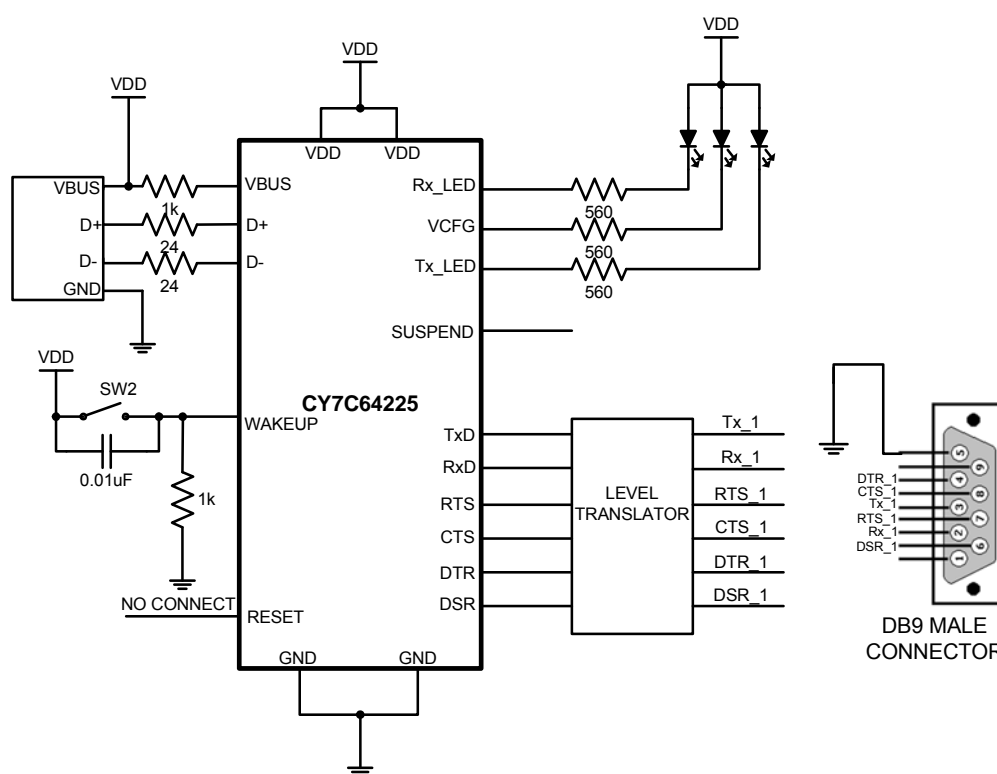 VDD
VDD
VDD
VDD
VDD
VBUS
D+
D-
GND
1k
24
24
VBUS
D+
D-
Rx_LED
VCFG
Tx_LED
560
560
560
SUSPEND
VDD
SW2
0.01uF
WAKEUP
1k
CY7C64225
NO CONNECT
RESET
TxD
RxD
RTS
CTS
DTR
DSR
LEVEL
TRANSLATOR
Tx_1
Rx_1
RTS_1
CTS_1
DTR_1
DSR_1
GND
GND
DTR_1
CTS_1
Tx_1
RTS_1
Rx_1
DSR_1
5
9
4
8
3
7
2
6
1
DB9 MALE
CONNECTOR